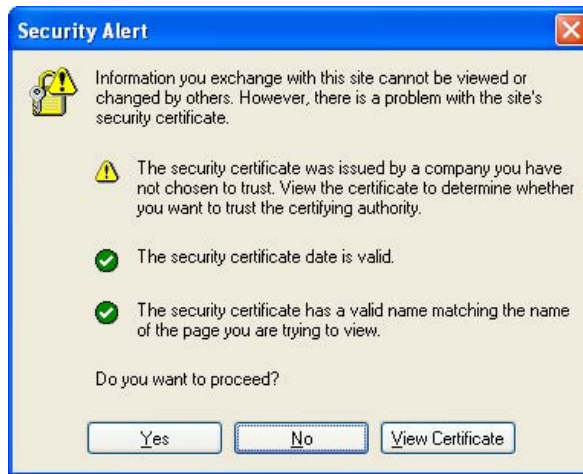 Security Alert
Information you exchange with this site cannot be viewed or
changed by others. However, there is a problem with the site's
security certificate.
The security certificate was issued by a company you have
not chosen to trust. View the certificate to determine whether
you want to trust the certifying authority.
The security certificate date is valid.
The security certificate has a valid name matching the name
of the page you are trying to view.
Do you want to proceed?
Yes No View Certificate